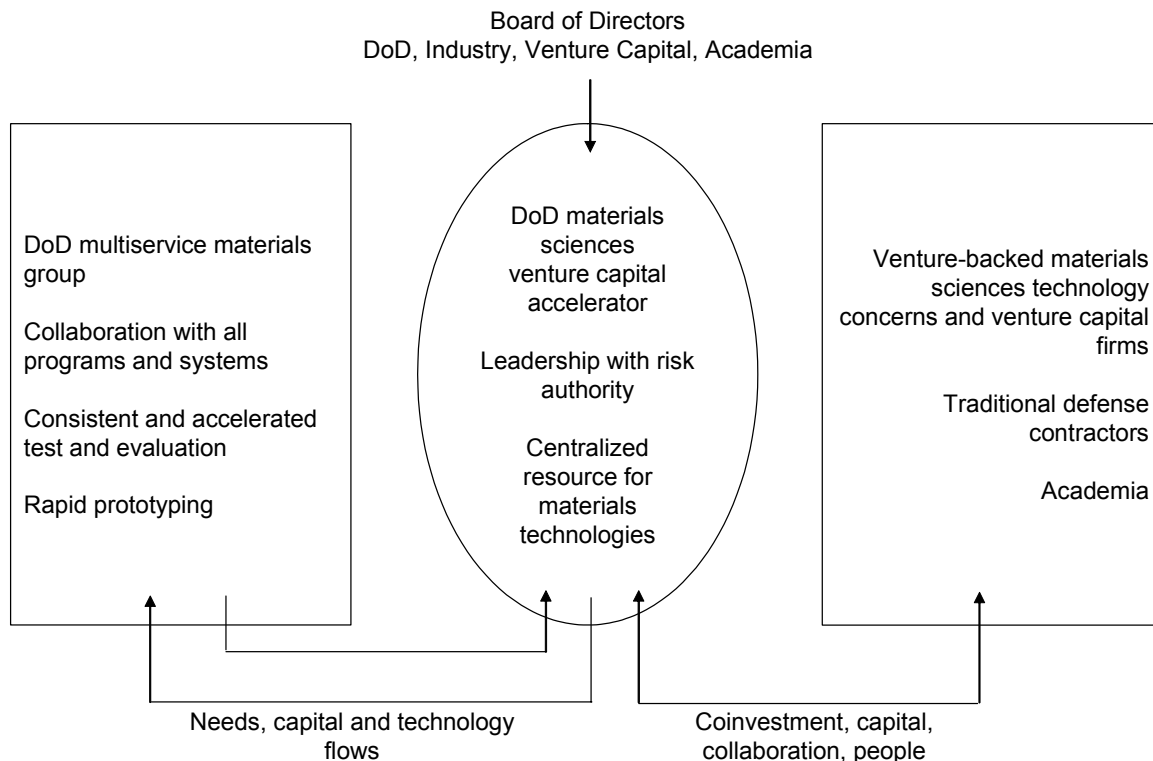 Board of Directors
DoD, Industry, Venture Capital, Academia
DoD multiservice materials
group
Collaboration with all
programs and systems
Consistent and accelerated
test and evaluation
Rapid prototyping
DoD materials
sciences
venture capital
accelerator
Leadership with risk
authority
Centralized
resource for
materials
technologies
Venture-backed materials
sciences technology
concerns and venture capital
firms
Traditional defense
contractors
Academia
Needs, capital and technology
flows
Coinvestment, capital,
collaboration, people